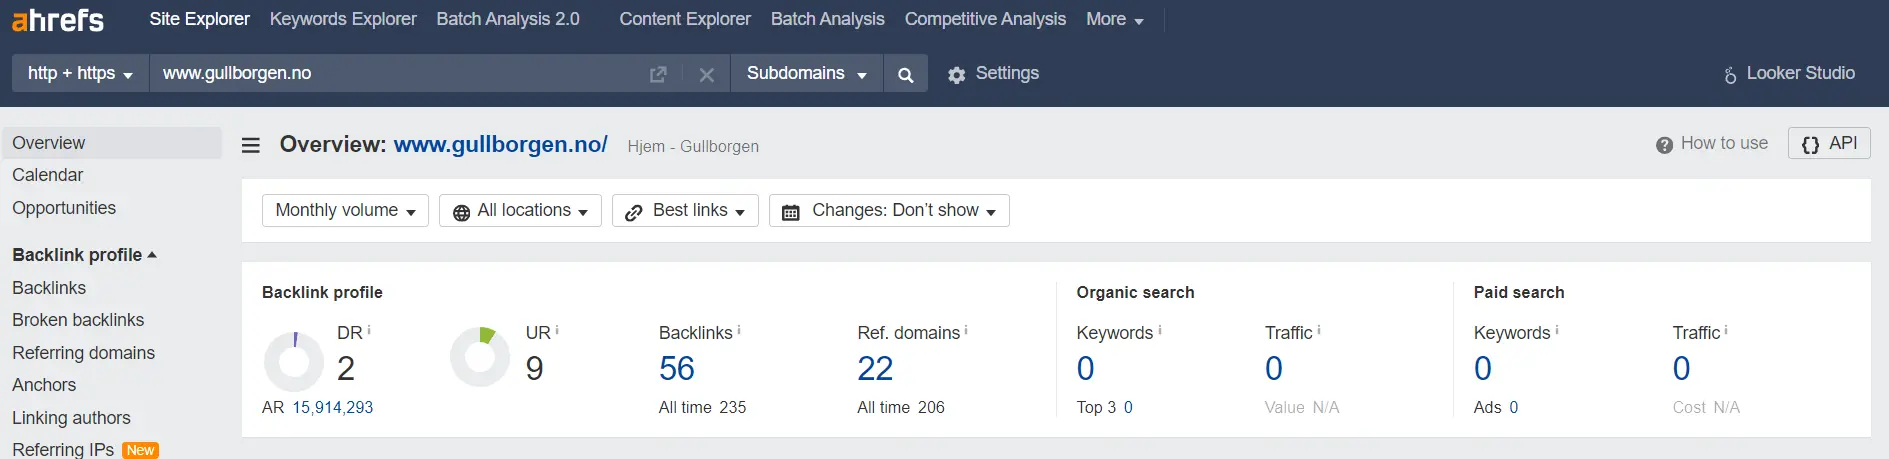 ahrefs Site Explorer Keywords Explorer Batch Analysis 2.0 Content Explorer Batch Analysis Competitive Analysis More
http + https www.gullborgen.no Subdomains Settings Looker Studio
Overview
Calendar
Opportunities
Backlink profile
Backlinks
Broken backlinks
Referring domains
Anchors
Linking authors
Referring IPs New
Overview: www.gullborgen.no/ Hjem - Gullborgen How to use {} API
Monthly volume All locations Best links Changes: Don't show
Backlink profile
DR i UR i Backlinks i Ref. domains i
2 9 56 22
AR 15,914,293 All time 235 All time 206
Organic search
Keywords i Traffic i
0 0
Top 3 0 Value N/A
Paid search
Keywords i Traffic i
0 0
Ads 0 Cost N/A